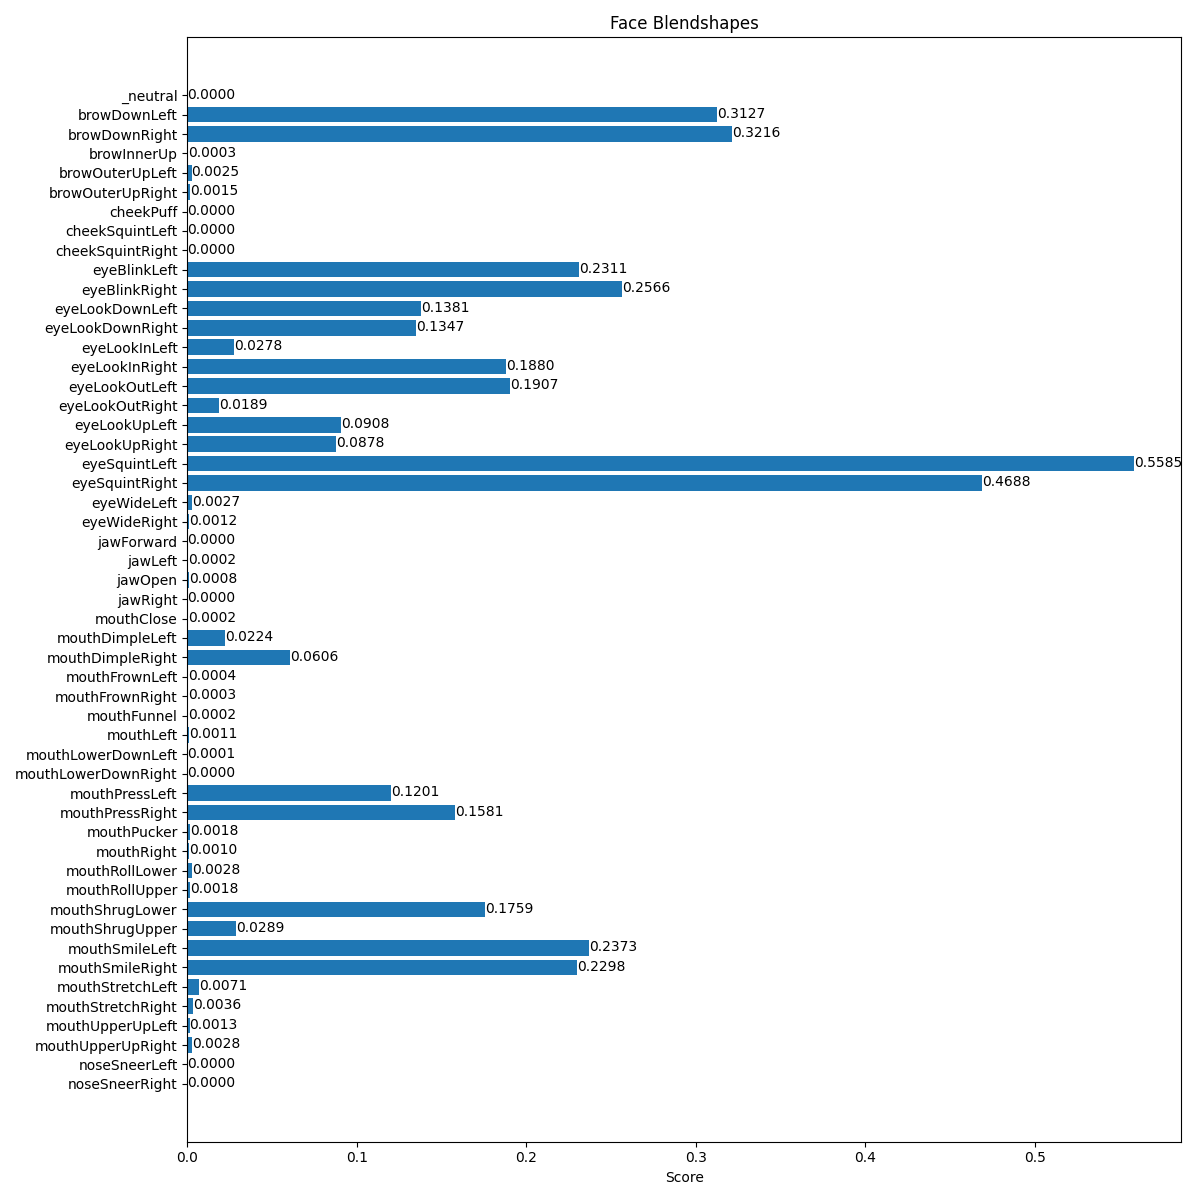 Face Blendshapes
_neutral 0.0000
browDownLeft 0.3127
browDownRight 0.3216
browInnerUp 0.0003
browOuterUpLeft 0.0025
browOuterUpRight 0.0015
cheekPuff 0.0000
cheekSquintLeft 0.0000
cheekSquintRight 0.0000
eyeBlinkLeft 0.2311
eyeBlinkRight 0.2566
eyeLookDownLeft 0.1381
eyeLookDownRight 0.1347
eyeLookInLeft 0.0278
eyeLookInRight 0.1880
eyeLookOutLeft 0.1907
eyeLookOutRight 0.0189
eyeLookUpLeft 0.0908
eyeLookUpRight 0.0878
eyeSquintLeft 0.5585
eyeSquintRight 0.4688
eyeWideLeft 0.0027
eyeWideRight 0.0012
jawForward 0.0000
jawLeft 0.0002
jawOpen 0.0008
jawRight 0.0000
mouthClose 0.0002
mouthDimpleLeft 0.0224
mouthDimpleRight 0.0606
mouthFrownLeft 0.0004
mouthFrownRight 0.0003
mouthFunnel 0.0002
mouthLeft 0.0011
mouthLowerDownLeft 0.0001
mouthLowerDownRight 0.0000
mouthPressLeft 0.1201
mouthPressRight 0.1581
mouthPucker 0.0018
mouthRight 0.0010
mouthRollLower 0.0028
mouthRollUpper 0.0018
mouthShrugLower 0.1759
mouthShrugUpper 0.0289
mouthSmileLeft 0.2373
mouthSmileRight 0.2298
mouthStretchLeft 0.0071
mouthStretchRight 0.0036
mouthUpperUpLeft 0.0013
mouthUpperUpRight 0.0028
noseSneerLeft 0.0000
noseSneerRight 0.0000
0.0 0.1 0.2 0.3 0.4 0.5
Score